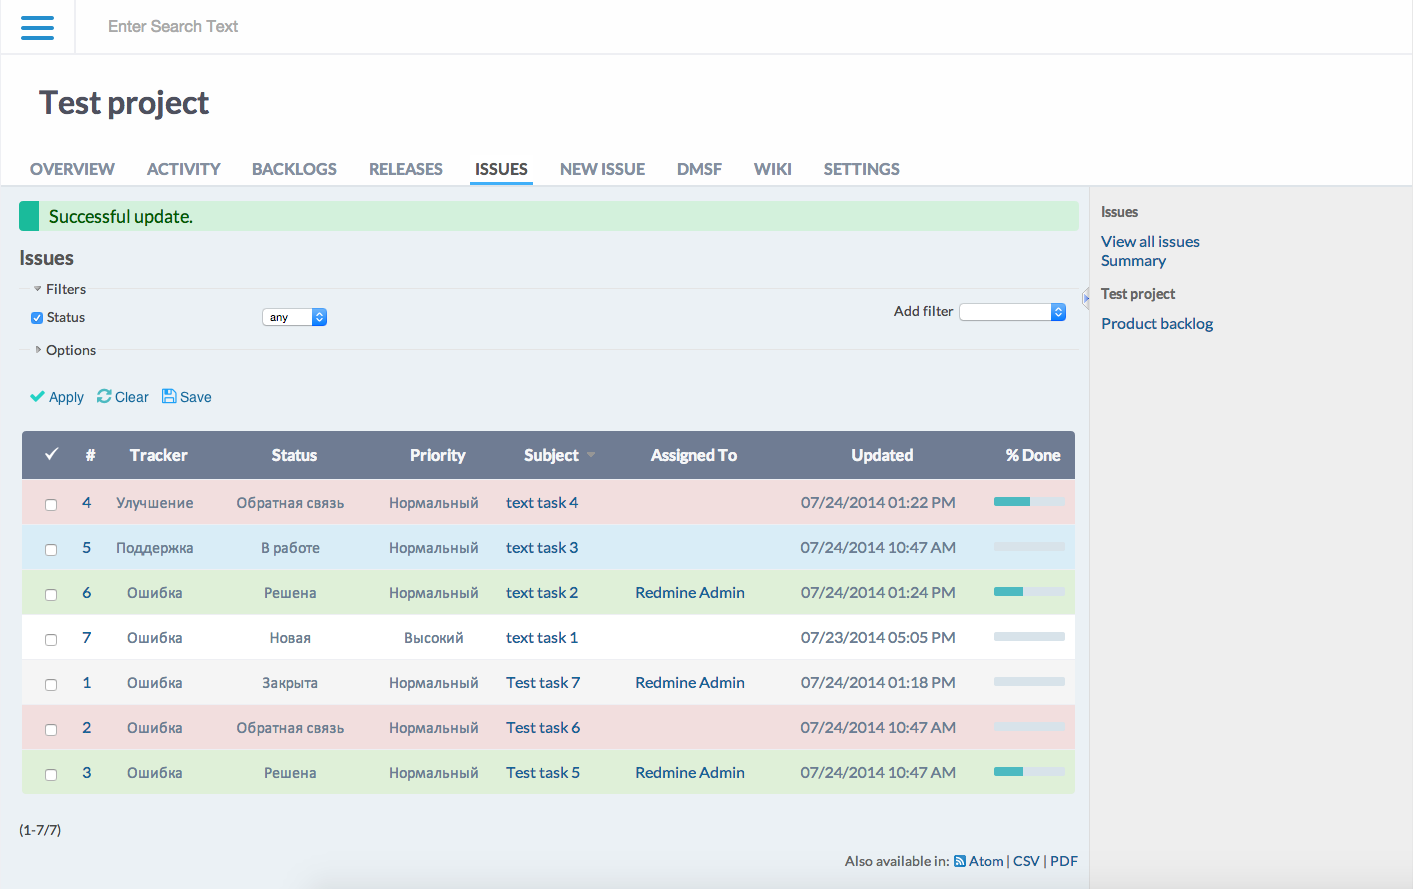 Enter Search Text
Test project
OVERVIEW ACTIVITY BACKLOGS RELEASES ISSUES NEW ISSUE DMSF WIKI SETTINGS
Successful update.
Issues
Filters
Status any Add filter
Options
Apply Clear Save
# Tracker Status Priority Subject Assigned To Updated % Done
4 Улучшение Обратная связь Нормальный text task 4 07/24/2014 01:22 PM
5 Поддержка В работе Нормальный text task 3 07/24/2014 10:47 AM
6 Ошибка Решена Нормальный text task 2 Redmine Admin 07/24/2014 01:24 PM
7 Ошибка Новая Высокий text task 1 07/23/2014 05:05 PM
1 Ошибка Закрыта Нормальный Test task 7 Redmine Admin 07/24/2014 01:18 PM
2 Ошибка Обратная связь Нормальный Test task 6 07/24/2014 10:47 AM
3 Ошибка Решена Нормальный Test task 5 Redmine Admin 07/24/2014 10:47 AM
(1-7/7)
Also available in: Atom | CSV | PDF
Issues
View all issues
Summary
Test project
Product backlog